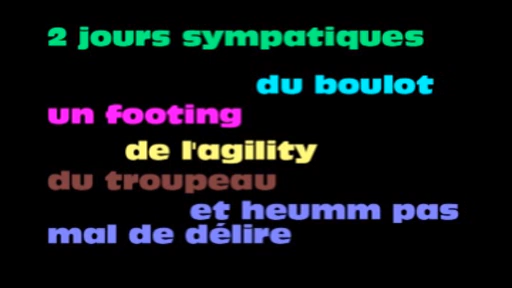 2 jours sympatiques
du boulot
un footing
de l'agility
du troupeau
et heumm pas
mal de délire